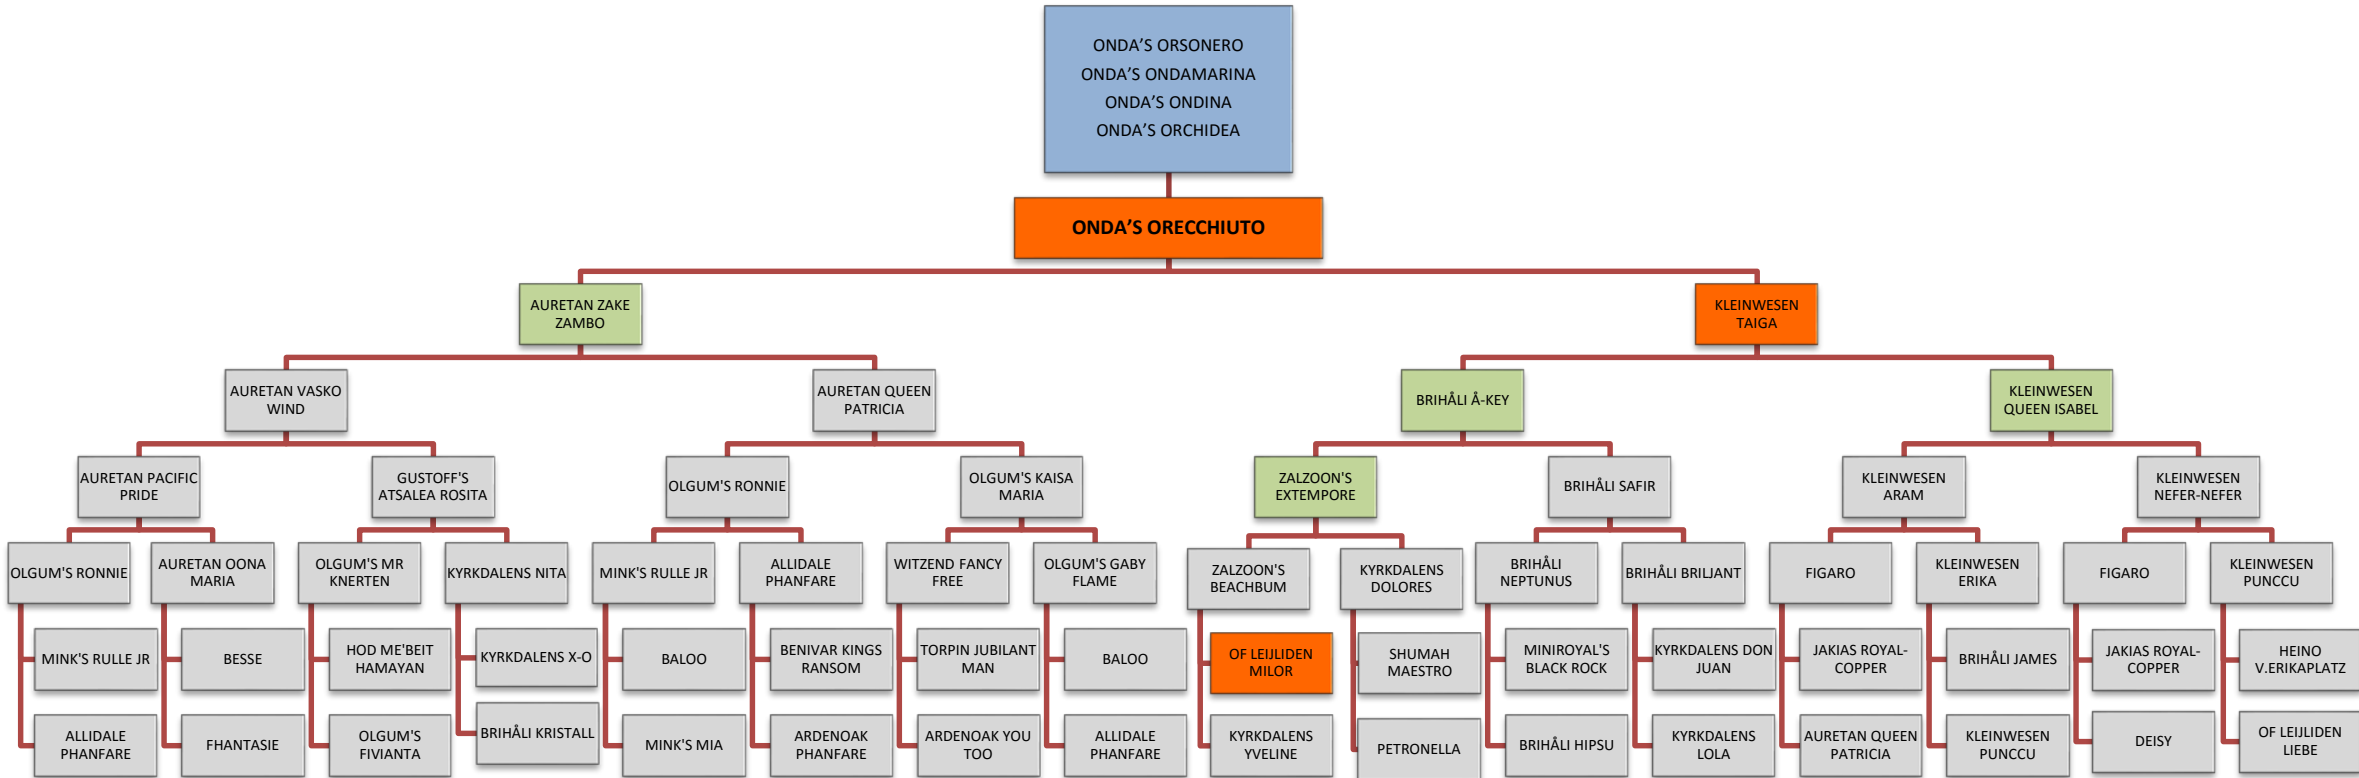 ONDA'S ORSONERO
ONDA'S ONDAMARINA
ONDA'S ONDINA
ONDA'S ORCHIDEA
ONDA'S ORECCHIUTO
AURETAN ZAKE
ZAMBO
KLEINWESEN
TAIGA
AURETAN VASKO
WIND
AURETAN QUEEN
PATRICIA
BRIHÅLI Å-KEY
KLEINWESEN
QUEEN ISABEL
AURETAN PACIFIC
PRIDE
GUSTOFF'S
ATSALEA ROSITA
OLGUM'S RONNIE
OLGUM'S KAISA
MARIA
ZALZOON'S
EXTEMPORE
BRIHÅLI SAFIR
KLEINWESEN
ARAM
KLEINWESEN
NEFER-NEFER
OLGUM'S RONNIE
AURETAN OONA
MARIA
OLGUM'S MR
KNERTEN
KYRKDALENS NITA
MINK'S RULLE JR
ALLIDALE
PHANFARE
WITZEND FANCY
FREE
OLGUM'S GABY
FLAME
ZALZOON'S
BEACHBUM
KYRKDALENS
DOLORES
BRIHÅLI
NEPTUNUS
BRIHÅLI BRILJANT
FIGARO
KLEINWESEN
ERIKA
FIGARO
KLEINWESEN
PUNCCU
MINK'S RULLE JR
BESSE
HOD ME'BEIT
HAMAYAN
KYRKDALENS X-O
BALOO
BENIVAR KINGS
RANSOM
TORPIN JUBILANT
MAN
BALOO
OF LEIJLIDEN
MILOR
SHUMAH
MAESTRO
MINIROYAL'S
BLACK ROCK
KYRKDALENS DON
JUAN
JAKIAS ROYAL-
COPPER
BRIHÅLI JAMES
JAKIAS ROYAL-
COPPER
HEINO
V.ERIKAPLATZ
ALLIDALE
PHANFARE
FHANTASIE
OLGUM'S
FIVIANTA
BRIHÅLI KRISTALL
MINK'S MIA
ARDENOAK
PHANFARE
ARDENOAK YOU
TOO
ALLIDALE
PHANFARE
KYRKDALENS
YVELINE
PETRONELLA
BRIHÅLI HIPSU
KYRKDALENS
LOLA
AURETAN QUEEN
PATRICIA
KLEINWESEN
PUNCCU
DEISY
OF LEIJLIDEN
LIEBE